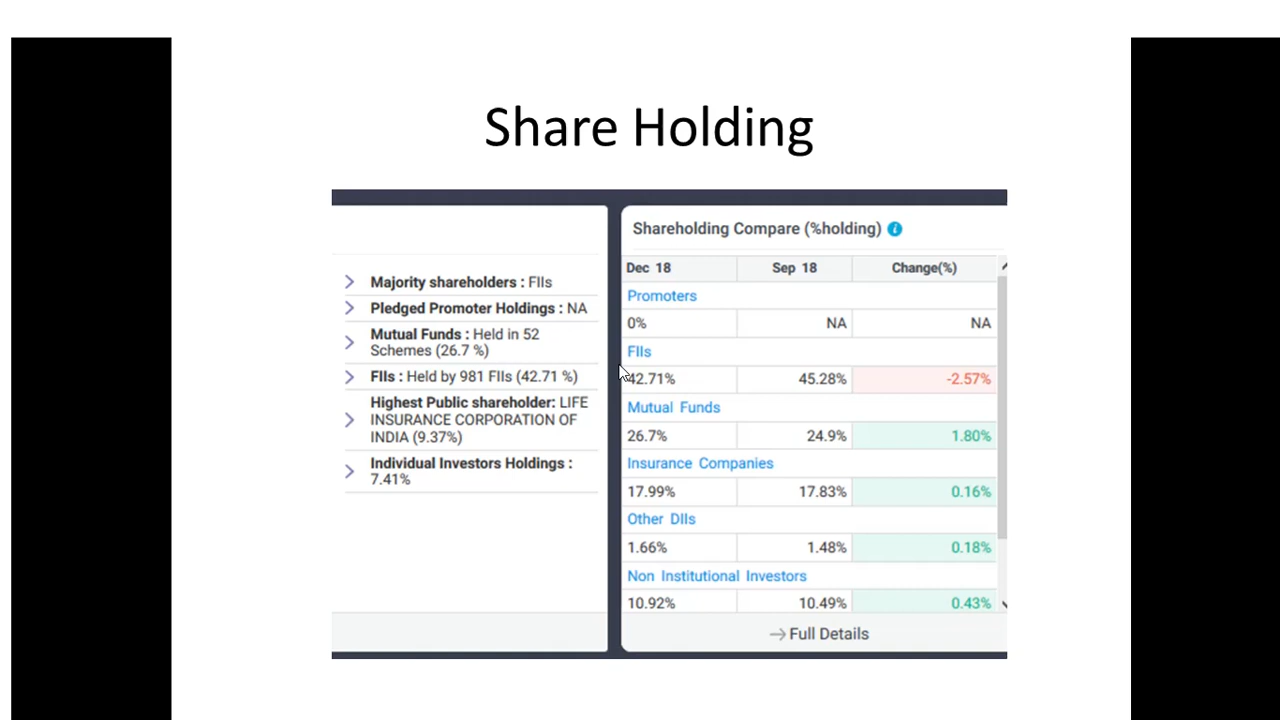 Share Holding
Majority shareholders : FIIs
Pledged Promoter Holdings : NA
Mutual Funds : Held in 52
Schemes (26.7 %)
FIIs : Held by 981 FIIs (42.71 %)
Highest Public shareholder: LIFE
INSURANCE CORPORATION OF
INDIA (9.37%)
Individual Investors Holdings :
7.41%
Shareholding Compare (%holding)
Dec 18 Sep 18 Change(%)
Promoters
0% NA NA
FIIs
42.71% 45.28% -2.57%
Mutual Funds
26.7% 24.9% 1.80%
Insurance Companies
17.99% 17.83% 0.16%
Other DIIs
1.66% 1.48% 0.18%
Non Institutional Investors
10.92% 10.49% 0.43%
Full Details